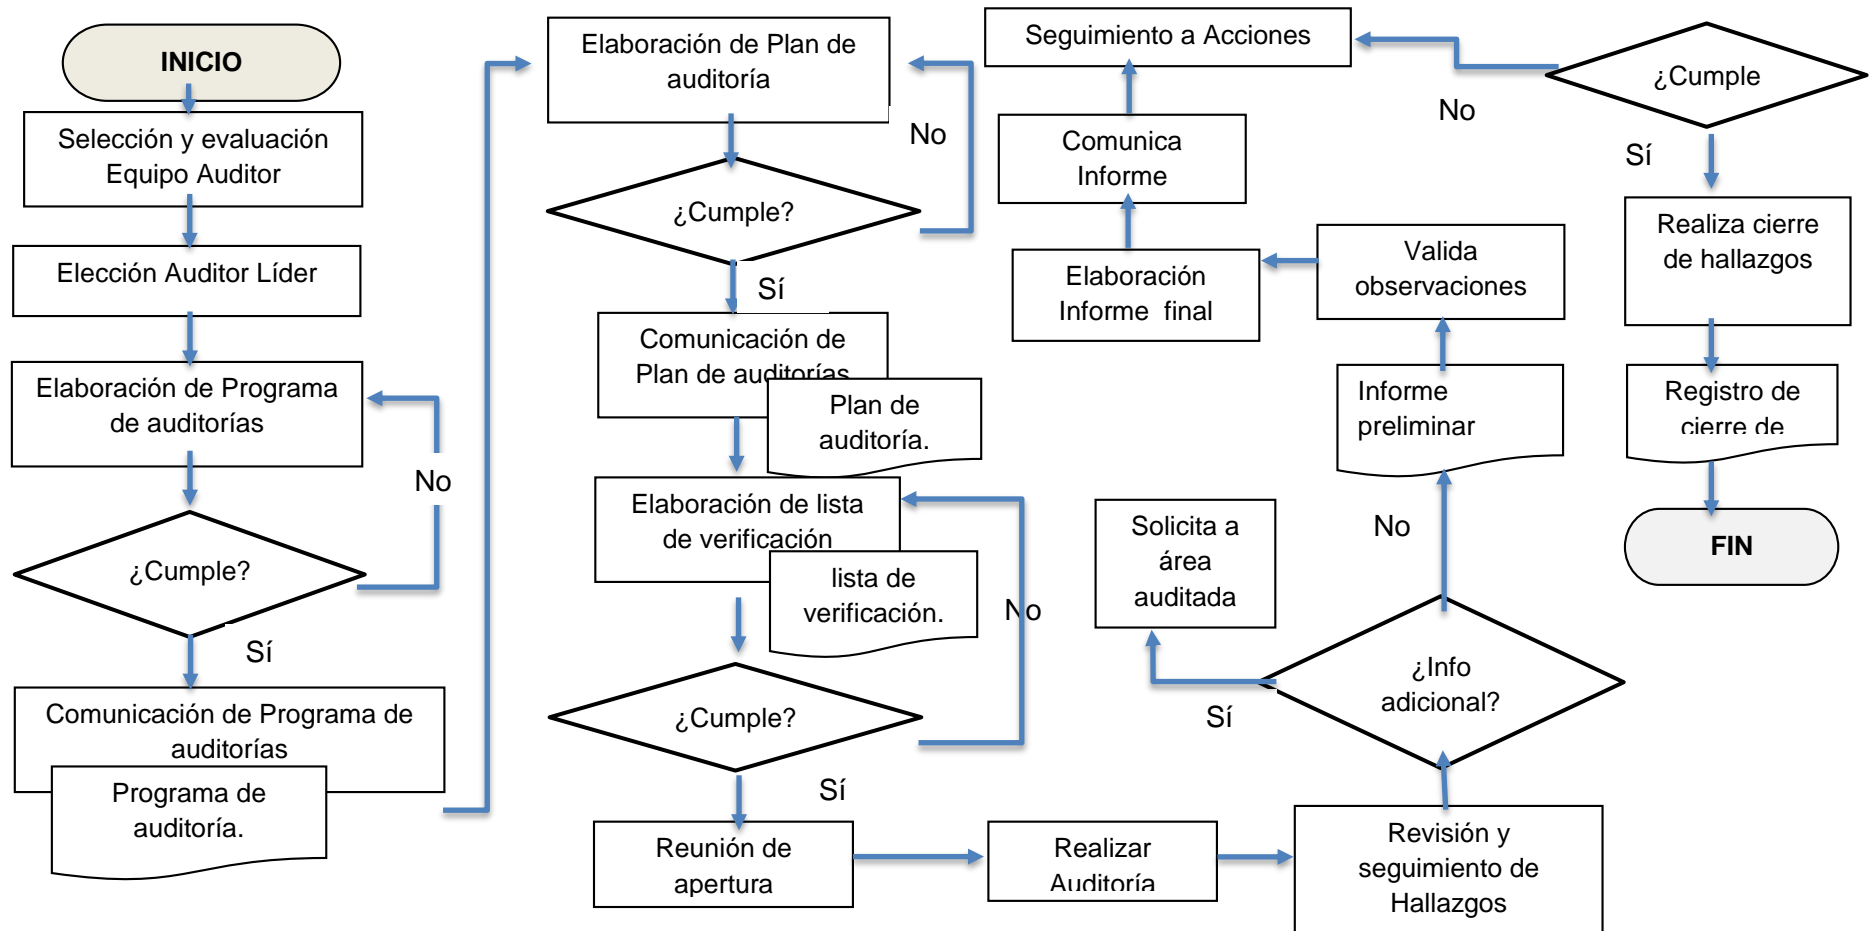 INICIO
Selección y evaluación
Equipo Auditor
Elección Auditor Líder
Elaboración de Programa
de auditorías
No
¿Cumple?
Sí
Comunicación de Programa de
auditorías
Programa de
auditoría.
Elaboración de Plan de
auditoría
No
¿Cumple?
Sí
Comunicación de
Plan de auditorías
Plan de
auditoría.
Elaboración de lista
de verificación
lista de
verificación.
No
¿Cumple?
Sí
Reunión de
apertura
Realizar
Auditoría
Revisión y
seguimiento de
Hallazgos
¿Info
adicional?
Sí
Solicita a
área
auditada
No
Informe
preliminar
Valida
observaciones
Elaboración
Informe  final
Comunica
Informe
Seguimiento a Acciones
¿Cumple
No
Sí
Realiza cierre
de hallazgos
Registro de
cierre de
FIN